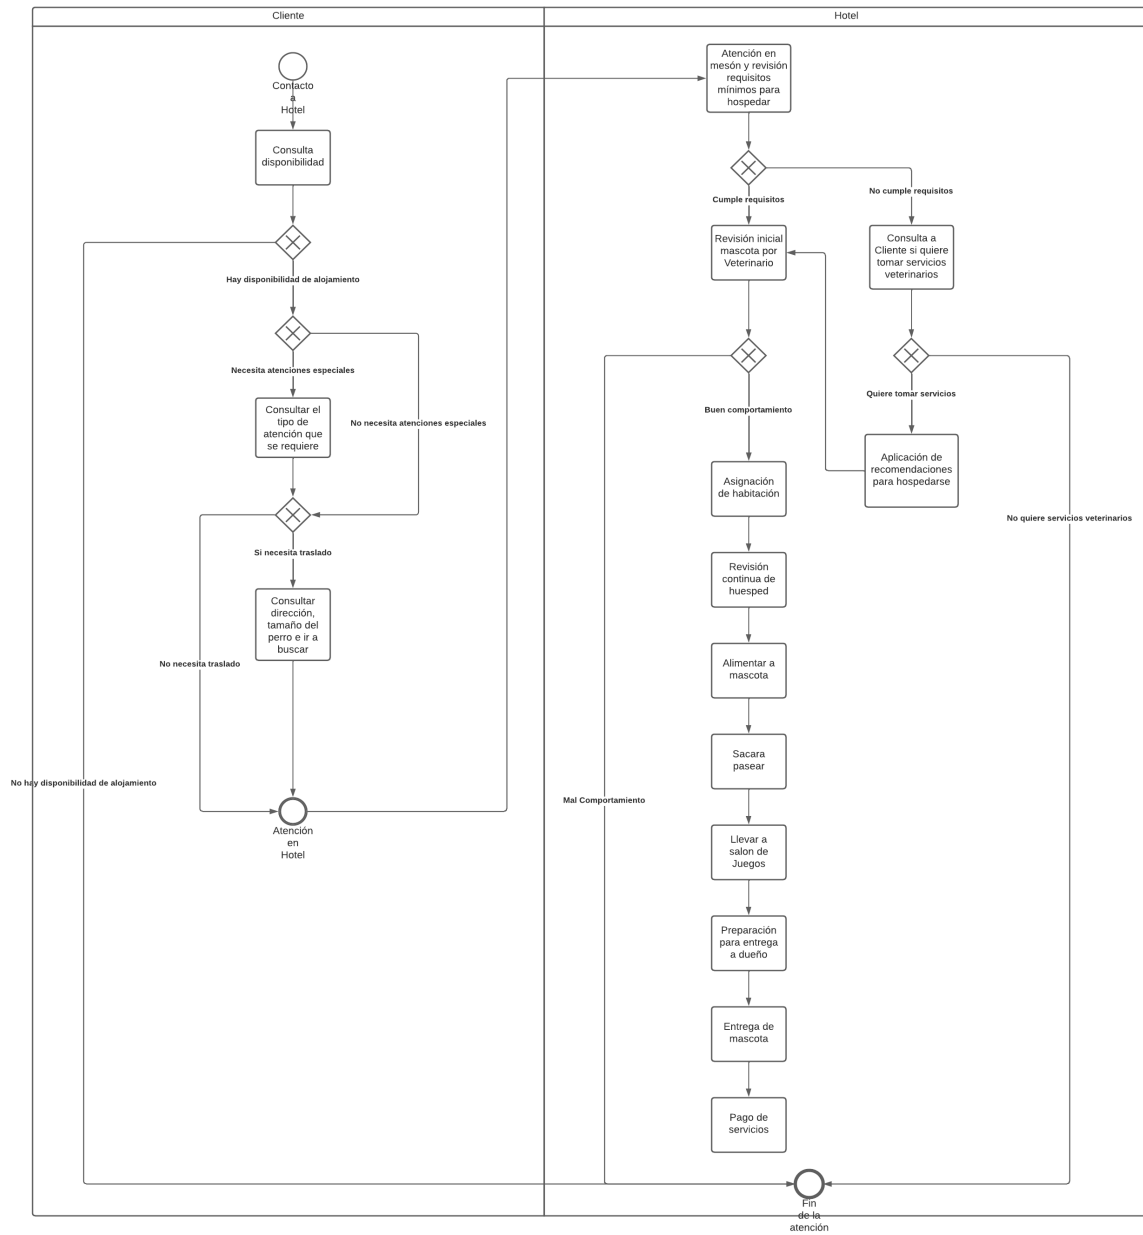 Cliente
Hotel
Contacto
a
Hotel
Consulta
disponibilidad
Hay disponibilidad de alojamiento
Necesita atenciones especiales
Consultar el
tipo de
atención que
se requiere
No necesita atenciones especiales
Si necesita traslado
Consultar
dirección,
tamaño del
perro e ir a
buscar
No necesita traslado
No hay disponibilidad de alojamiento
Atención
en
Hotel
Atención en
mesón y revisión
requisitos
mínimos para
hospedar
Cumple requisitos
No cumple requisitos
Revisión inicial
mascota por
Veterinario
Consulta a
Cliente si quiere
tomar servicios
veterinarios
Quiere tomar servicios
Buen comportamiento
Aplicación de
recomendaciones
para hospedarse
Asignación
de habitación
No quiere servicios veterinarios
Revisión
continua de
huesped
Alimentar a
mascota
Sacara
pasear
Mal Comportamiento
Llevar a
salon de
Juegos
Preparación
para entrega
a dueño
Entrega de
mascota
Pago de
servicios
Fin
de la
atención